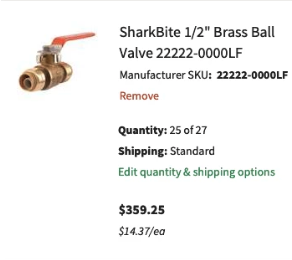 SharkBite 1/2" Brass Ball
Valve 22222-0000LF
Manufacturer SKU: 22222-0000LF
Remove
Quantity: 25 of 27
Shipping: Standard
Edit quantity & shipping options
$359.25
$14.37/ea